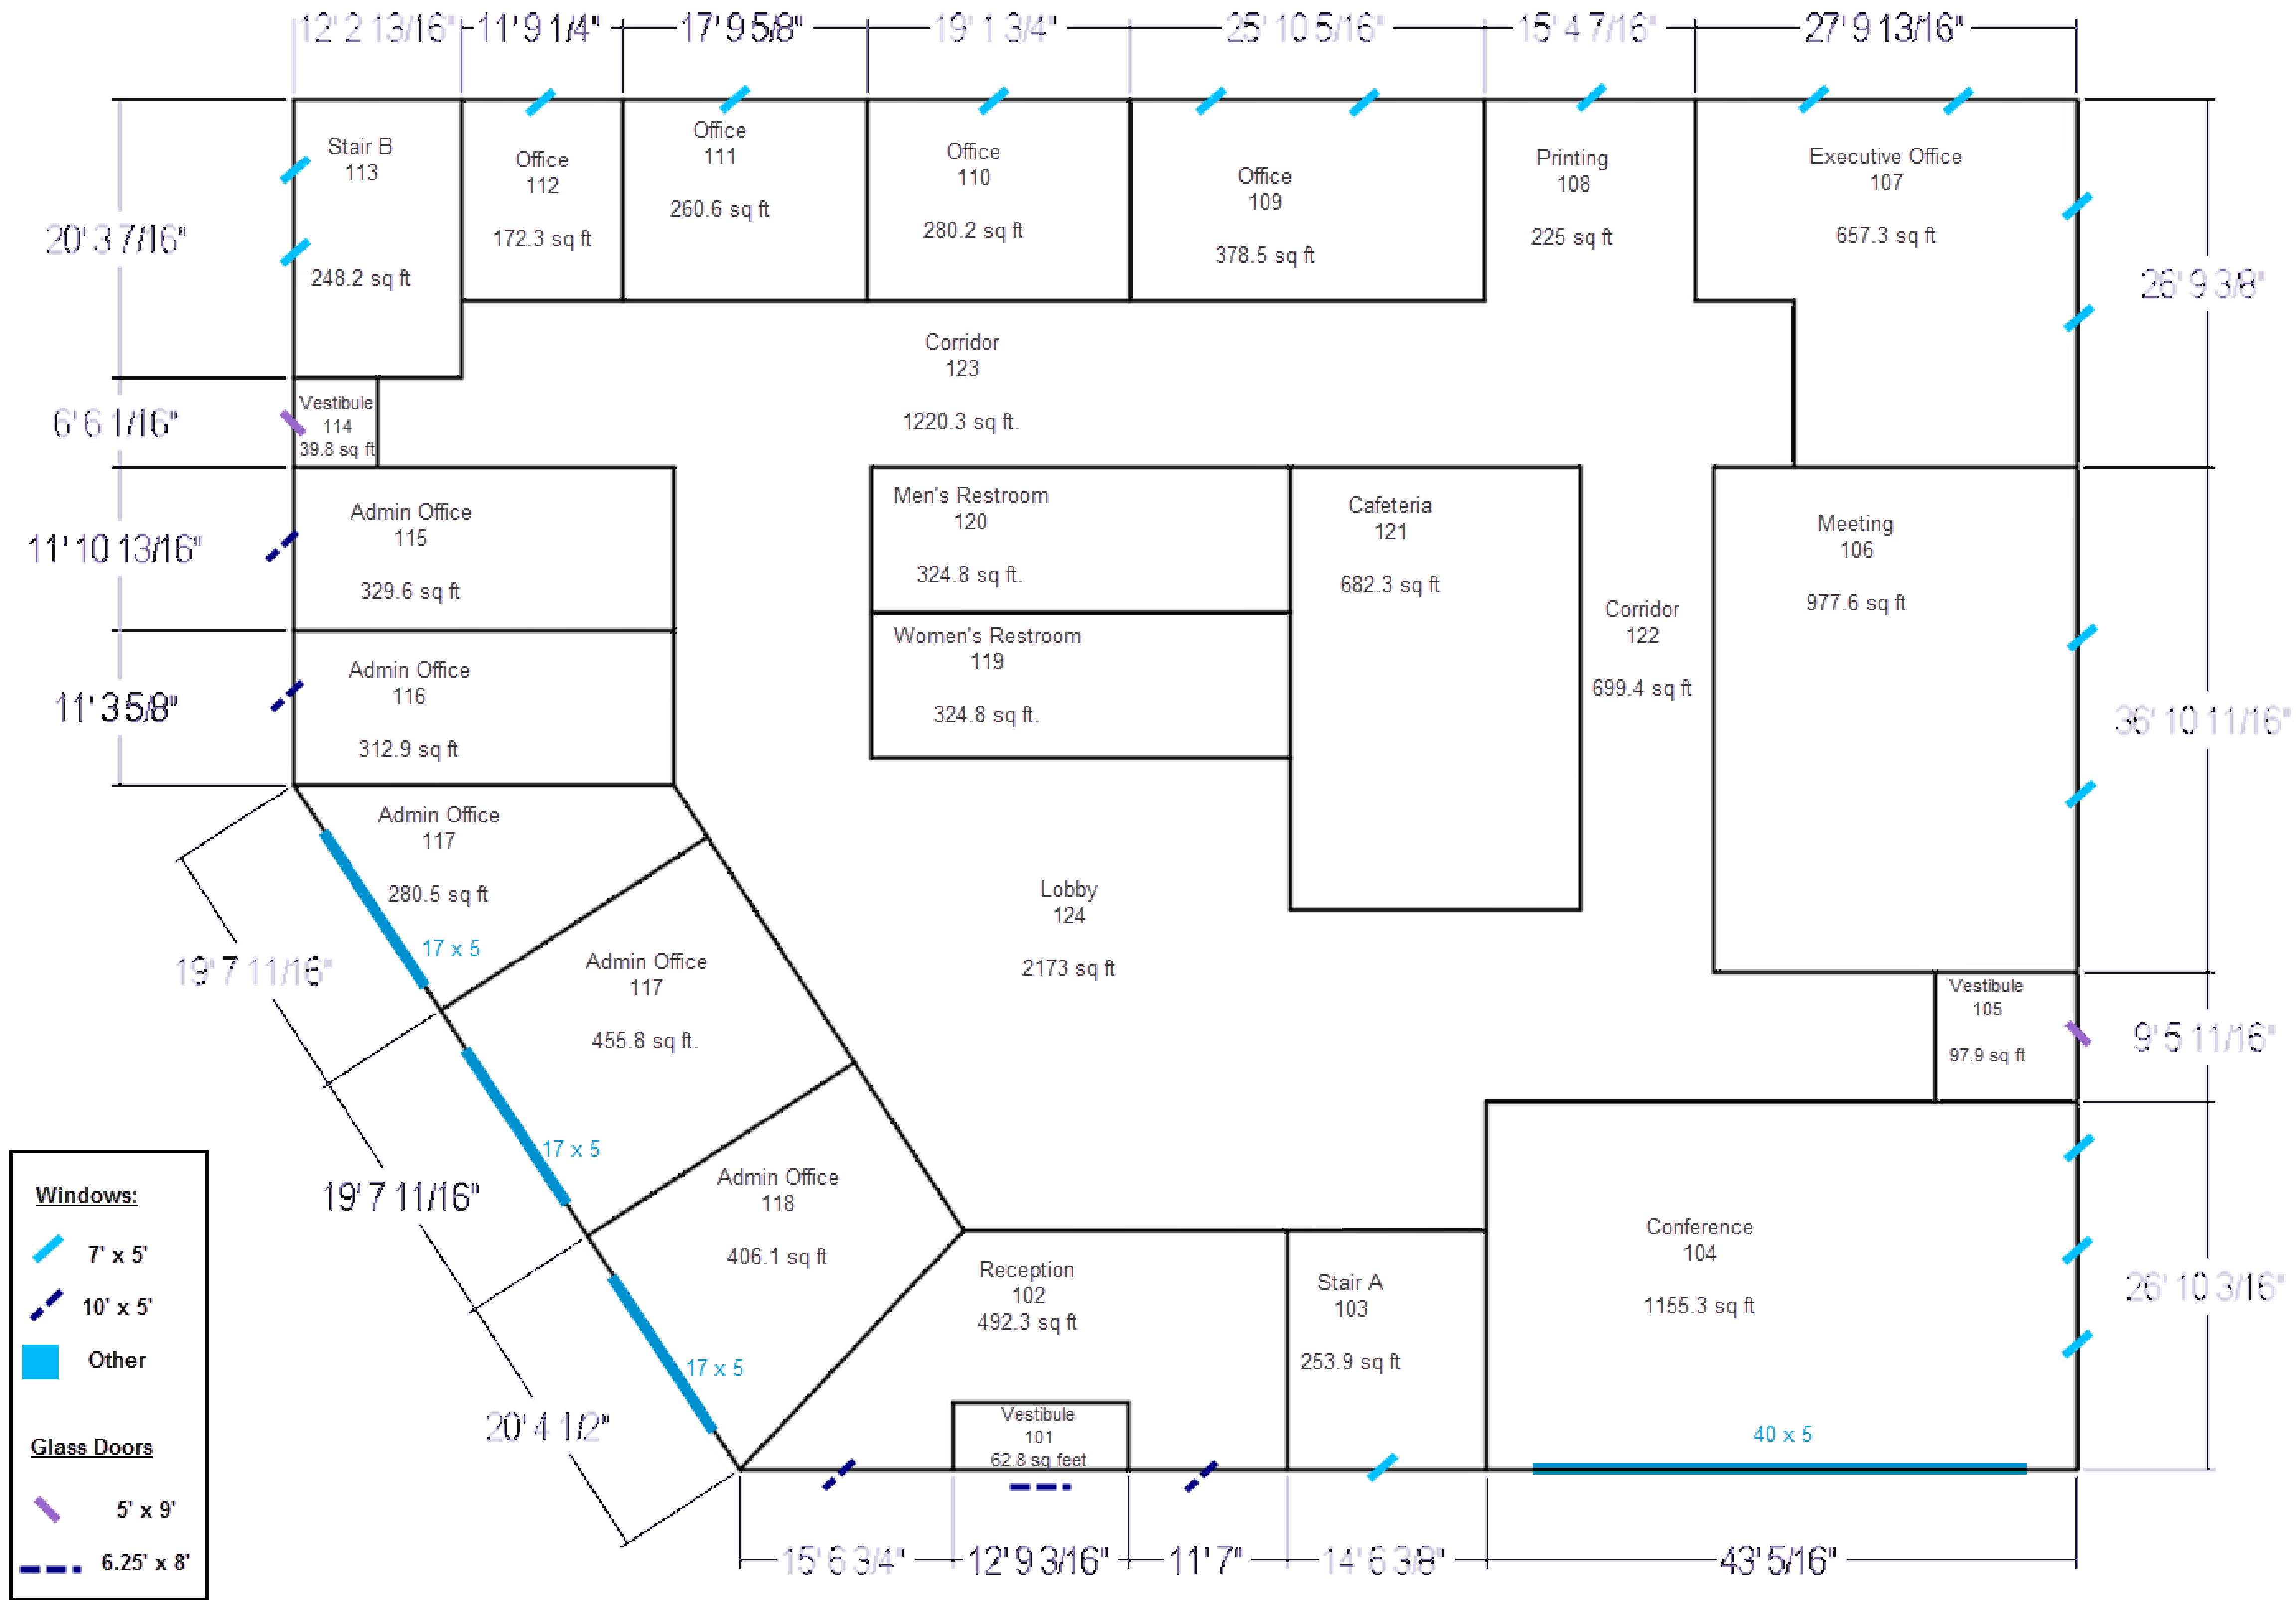 12' 2 13/16"
11' 9 1/4"
17' 9 5/8"
19' 1 3/4"
25' 10 5/16"
15' 4 7/16"
27' 9 13/16"
20' 3 7/16"
6' 6 1/16"
11' 10 13/16"
11' 3 5/8"
Stair B
113
248.2 sq ft
Office
112
172.3 sq ft
Office
111
260.6 sq ft
Office
110
280.2 sq ft
Office
109
378.5 sq ft
Printing
108
225 sq ft
Executive Office
107
657.3 sq ft
26' 9 3/8"
Corridor
123
1220.3 sq ft.
Vestibule
114
39.8 sq ft
Admin Office
115
329.6 sq ft
Men's Restroom
120
324.8 sq ft.
Cafeteria
121
682.3 sq ft
Meeting
106
977.6 sq ft
Corridor
122
699.4 sq ft
Women's Restroom
119
324.8 sq ft.
Admin Office
116
312.9 sq ft
36' 10 11/16"
Admin Office
117
280.5 sq ft
17 x 5
19' 7 11/16"
Admin Office
117
455.8 sq ft.
17 x 5
19' 7 11/16"
Lobby
124
2173 sq ft
Vestibule
105
97.9 sq ft
9' 5 11/16"
Admin Office
118
406.1 sq ft
17 x 5
20' 4 1/2"
Reception
102
492.3 sq ft
Vestibule
101
62.8 sq feet
Stair A
103
253.9 sq ft
Conference
104
1155.3 sq ft
40 x 5
26' 10 3/16"
15' 6 3/4"
12' 9 3/16"
11' 7"
14' 6 3/8"
43' 5/16"
Windows:
7' x 5'
10' x 5'
Other
Glass Doors
5' x 9'
6.25' x 8'